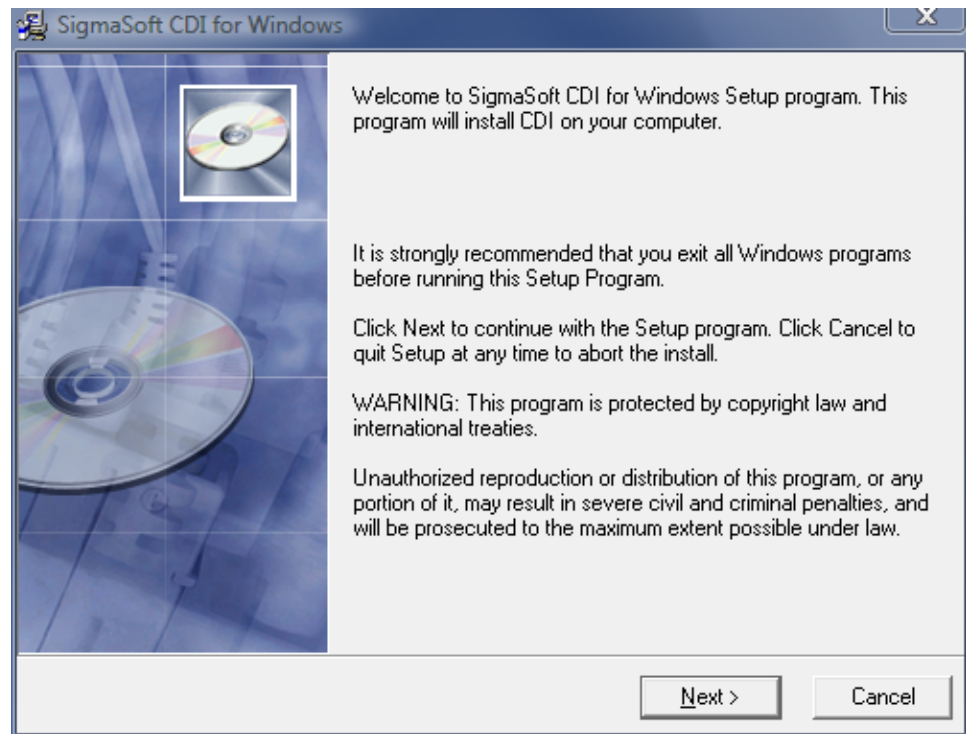 SigmaSoft CDI for Windows
Welcome to SigmaSoft CDI for Windows Setup program. This
program will install CDI on your computer.
It is strongly recommended that you exit all Windows programs
before running this Setup Program.
Click Next to continue with the Setup program. Click Cancel to
quit Setup at any time to abort the install.
WARNING: This program is protected by copyright law and
international treaties.
Unauthorized reproduction or distribution of this program, or any
portion of it, may result in severe civil and criminal penalties, and
will be prosecuted to the maximum extent possible under law.
Next >
Cancel